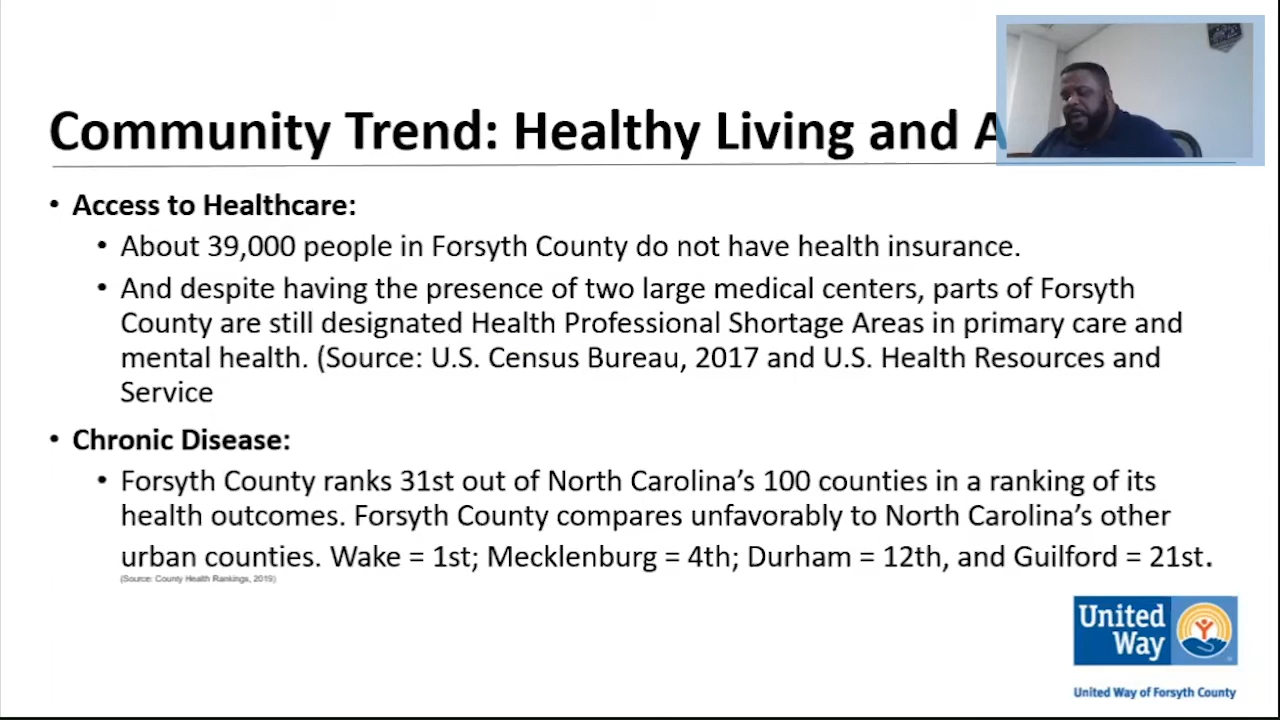 Community Trend: Healthy Living and A
• Access to Healthcare:
• About 39,000 people in Forsyth County do not have health insurance.
• And despite having the presence of two large medical centers, parts of Forsyth
County are still designated Health Professional Shortage Areas in primary care and
mental health. (Source: U.S. Census Bureau, 2017 and U.S. Health Resources and
Service
• Chronic Disease:
• Forsyth County ranks 31st out of North Carolina’s 100 counties in a ranking of its
health outcomes. Forsyth County compares unfavorably to North Carolina’s other
urban counties. Wake = 1st; Mecklenburg = 4th; Durham = 12th, and Guilford = 21st.
(Source: County Health Rankings, 2019)
United
Way
United Way of Forsyth County